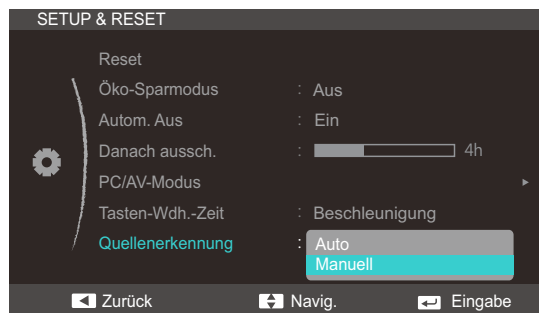 SETUP & RESET
Reset
Öko-Sparmodus : Aus
Autom. Aus : Ein
Danach aussch. : 4h
PC/AV-Modus
Tasten-Wdh.-Zeit : Beschleunigung
Quellenerkennung : Auto
Manuell
Zurück Navig. Eingabe